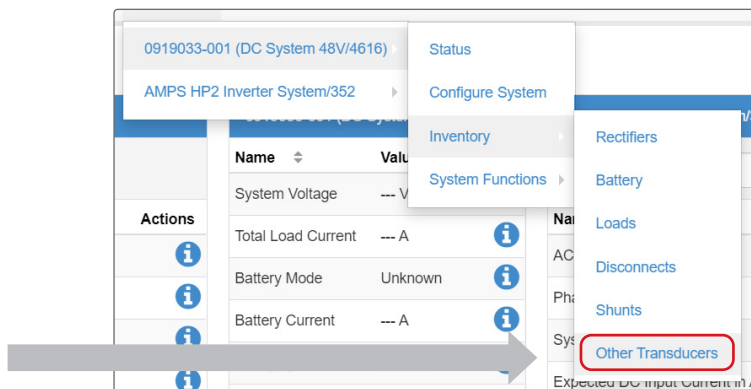 0919033-001 (DC System 48V/4616)
AMPS HP2 Inverter System/352
Status
Configure System
Inventory
System Functions
Rectifiers
Battery
Loads
Disconnects
Shunts
Other Transducers
Actions
Name
System Voltage --- V
Total Load Current --- A
Battery Mode Unknown
Battery Current --- A
AC
Expected DC Input Current in